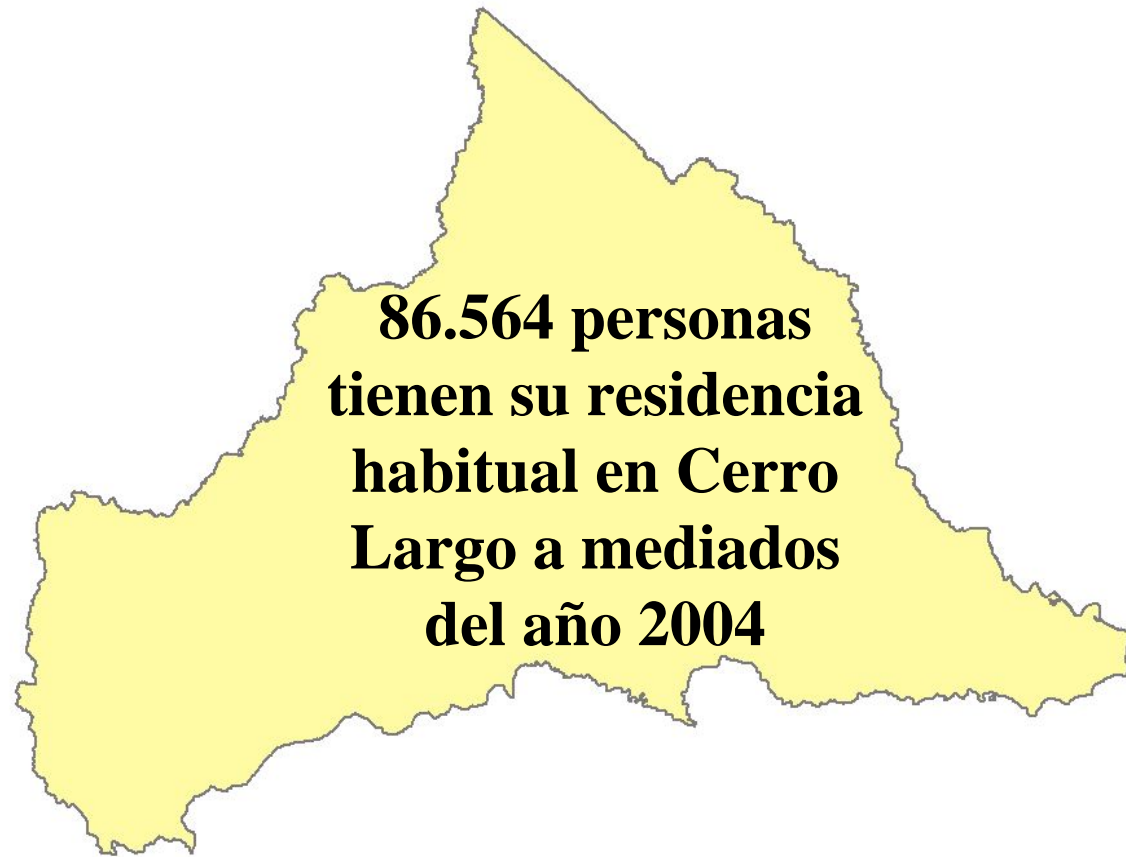 86.564 personas
tienen su residencia
habitual en Cerro
Largo a mediados
del año 2004